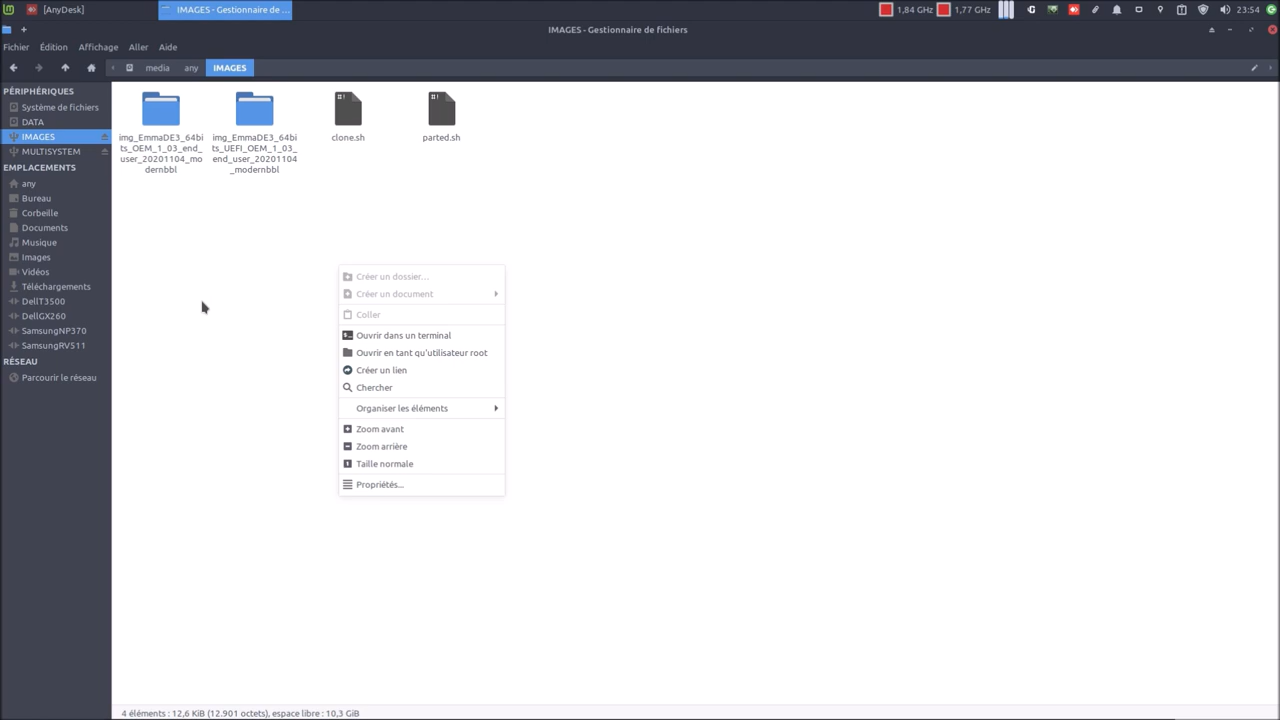 [AnyDesk]
IMAGES - Gestionnaire de ...
1,84 GHz
1,77 GHz
23:54
IMAGES - Gestionnaire de fichiers
Fichier
Édition
Affichage
Aller
Aide
media
any
IMAGES
PÉRIPHÉRIQUES
Système de fichiers
DATA
IMAGES
MULTISYSTEM
EMPLACEMENTS
any
Bureau
Corbeille
Documents
Musique
Images
Vidéos
Téléchargements
DellT3500
DellGX260
SamsungNP370
SamsungRV511
RÉSEAU
Parcourir le réseau
img_EmmaDE3_64bi
ts_OEM_1_03_end_
user_20201104_mo
dernbbl
img_EmmaDE3_64bi
ts_UEFI_OEM_1_03_
end_user_20201104
_modernbbl
clone.sh
parted.sh
Créer un dossier...
Créer un document
Coller
Ouvrir dans un terminal
Ouvrir en tant qu'utilisateur root
Créer un lien
Chercher
Organiser les éléments
Zoom avant
Zoom arrière
Taille normale
Propriétés...
4 éléments : 12,6 KiB (12.901 octets), espace libre : 10,3 GiB